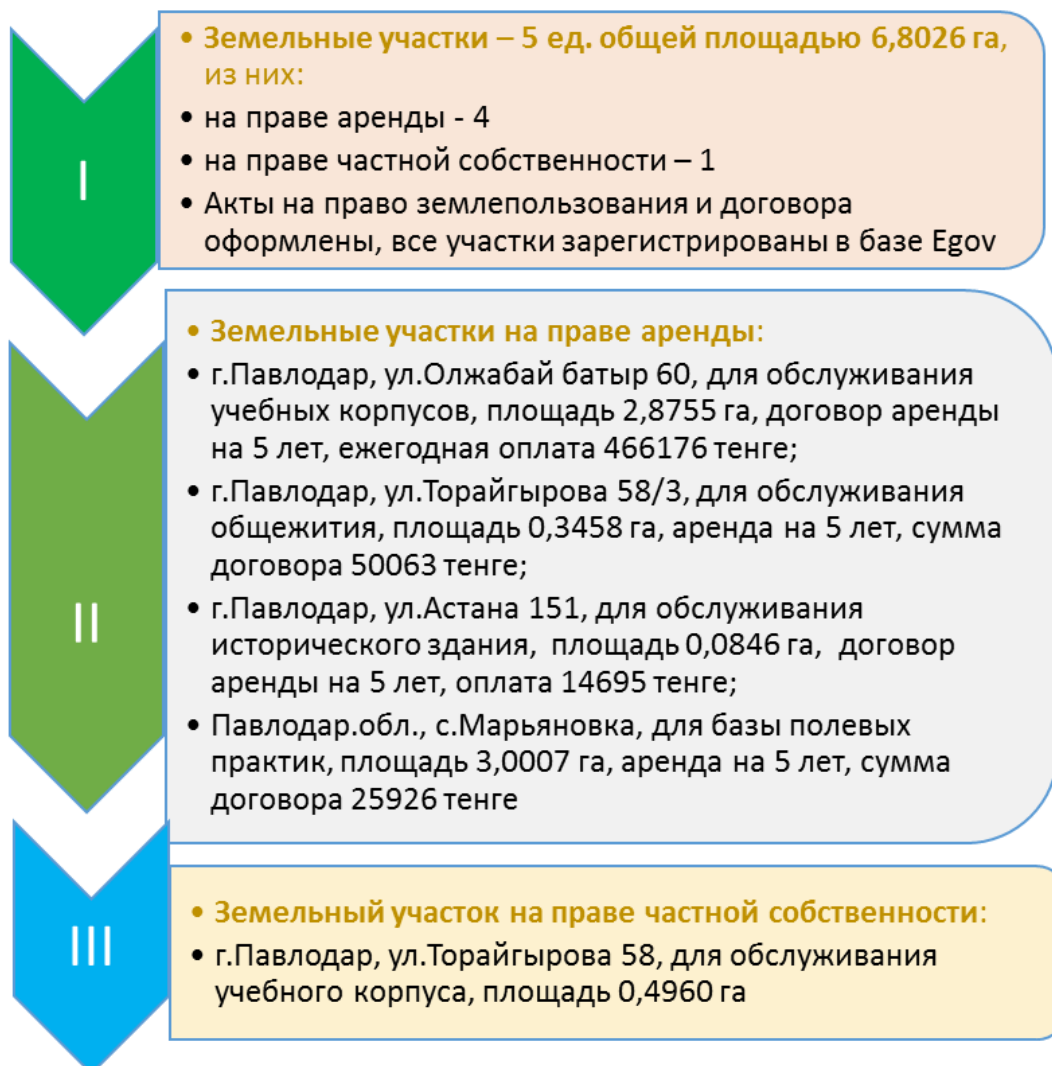 I
• Земельные участки – 5 ед. общей площадью 6,8026 га,
из них:
• на праве аренды - 4
• на праве частной собственности – 1
• Акты на право землепользования и договора
оформлены, все участки зарегистрированы в базе Egov
II
• Земельные участки на праве аренды:
• г.Павлодар, ул.Олжабай батыр 60, для обслуживания
учебных корпусов, площадь 2,8755 га, договор аренды
на 5 лет, ежегодная оплата 466176 тенге;
• г.Павлодар, ул.Торайгырова 58/3, для обслуживания
общежития, площадь 0,3458 га, аренда на 5 лет, сумма
договора 50063 тенге;
• г.Павлодар, ул.Астана 151, для обслуживания
исторического здания, площадь 0,0846 га, договор
аренды на 5 лет, оплата 14695 тенге;
• Павлодар.обл., с.Марьяновка, для базы полевых
практик, площадь 3,0007 га, аренда на 5 лет, сумма
договора 25926 тенге
III
• Земельный участок на праве частной собственности:
• г.Павлодар, ул.Торайгырова 58, для обслуживания
учебного корпуса, площадь 0,4960 га